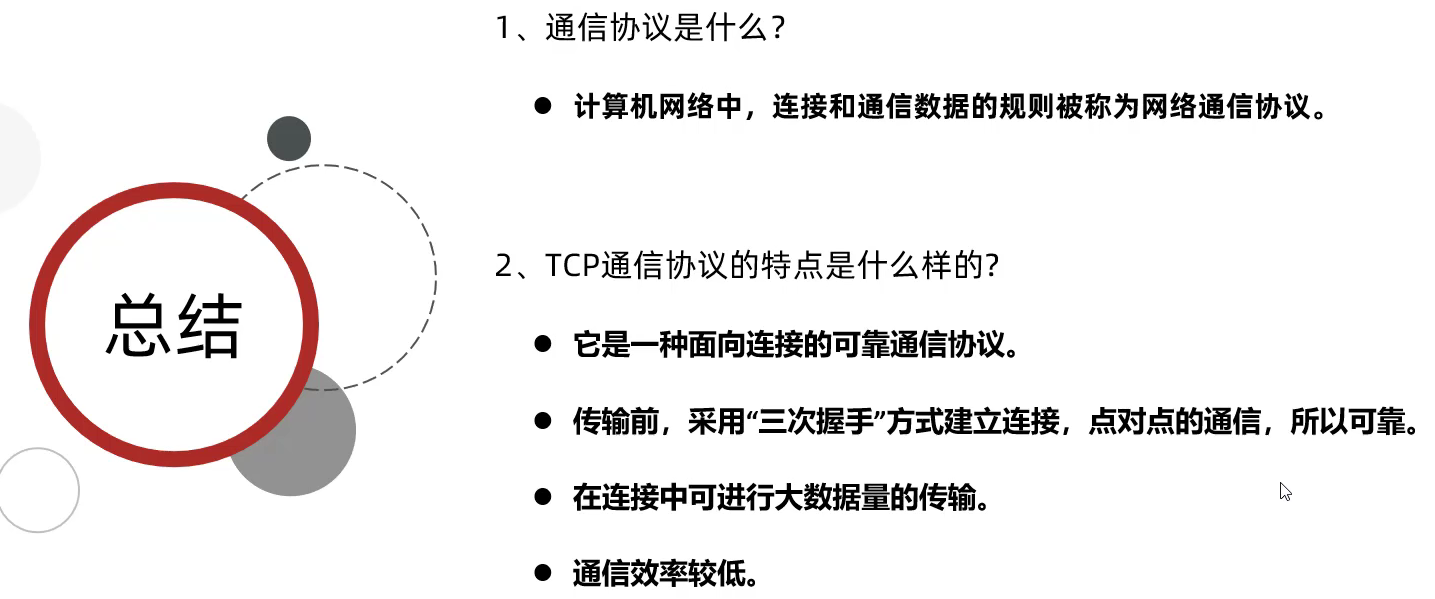 总结
1、通信协议是什么？
● 计算机网络中，连接和通信数据的规则被称为网络通信协议。
2、TCP通信协议的特点是什么样的？
● 它是一种面向连接的可靠通信协议。
● 传输前，采用“三次握手”方式建立连接，点对点的通信，所以可靠。
● 在连接中可进行大数据量的传输。
● 通信效率较低。